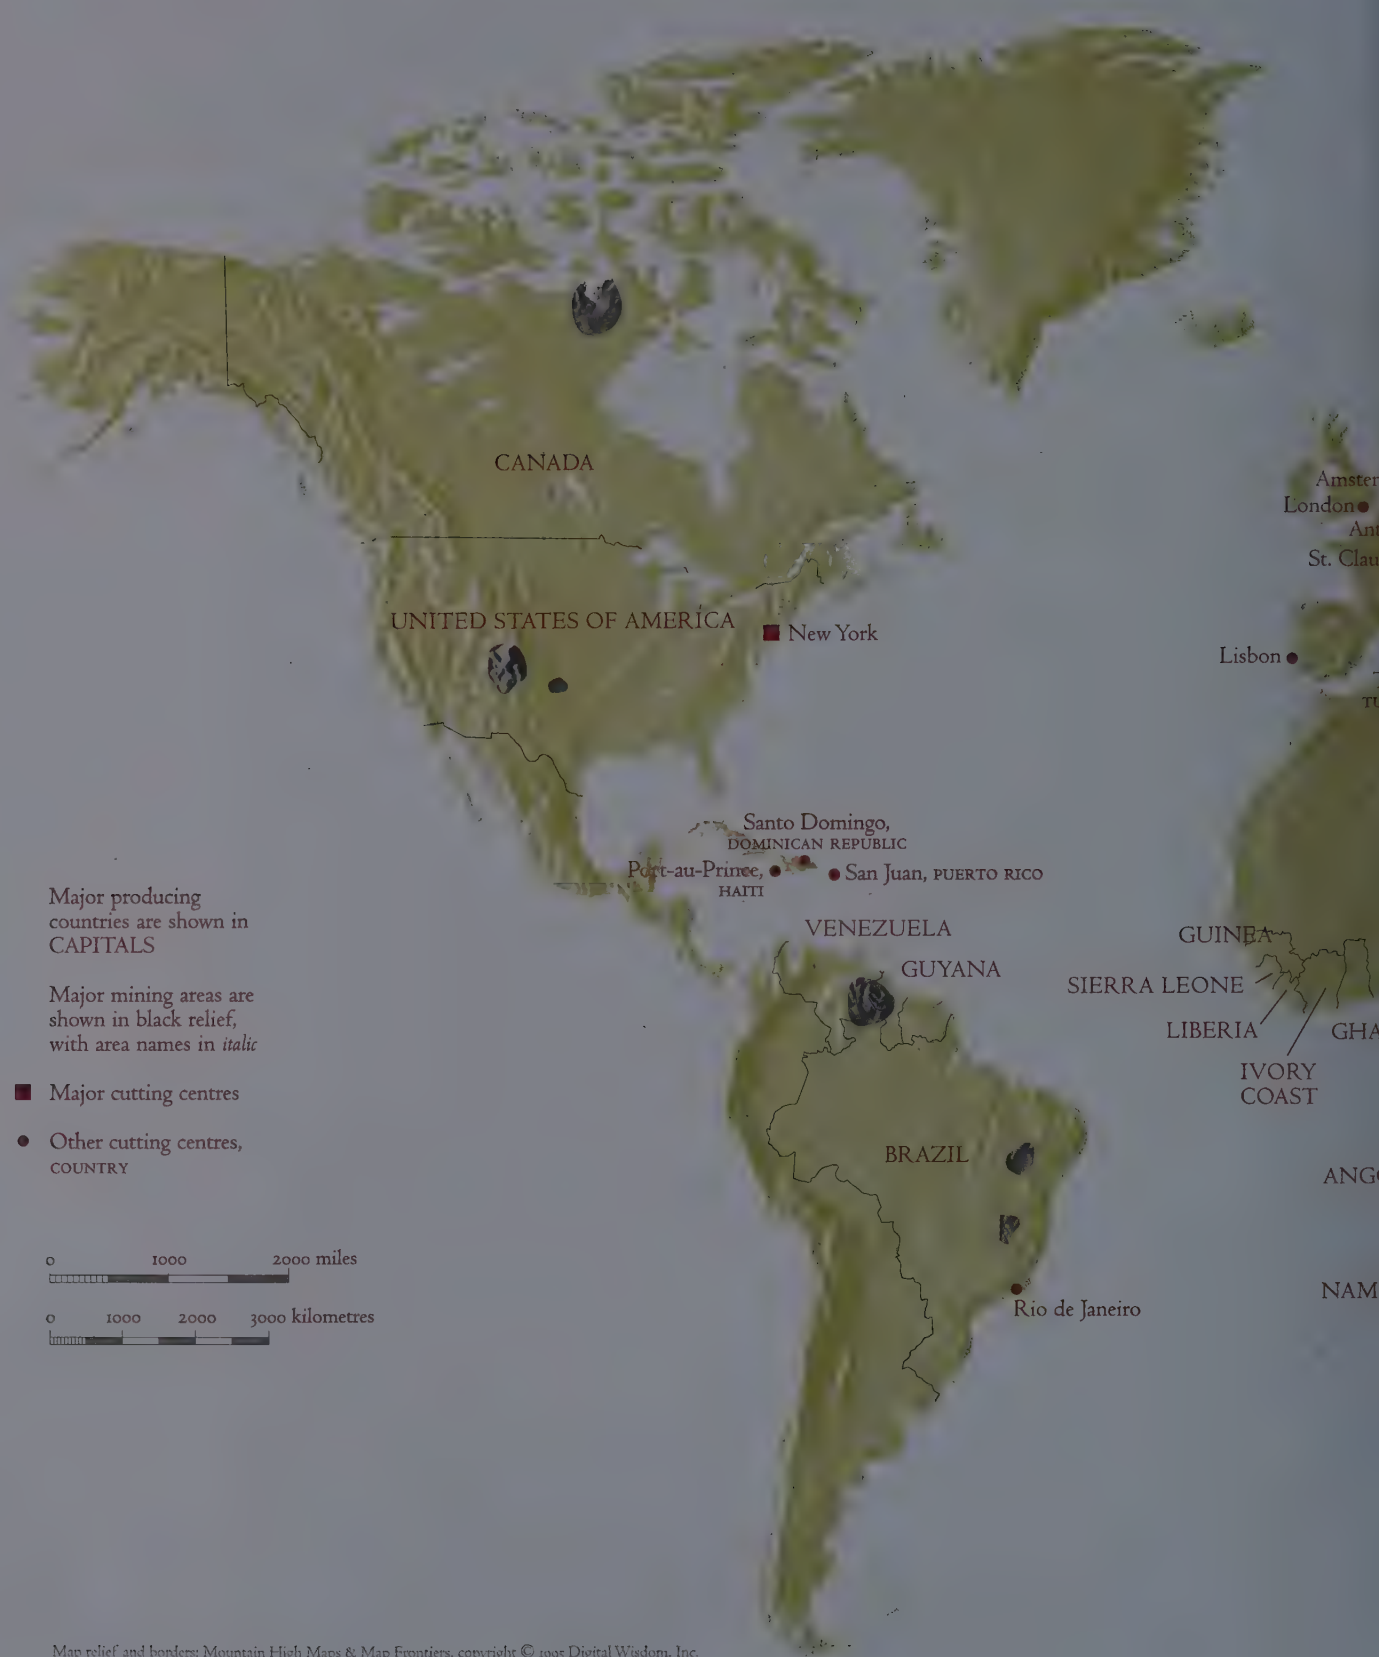 CANADA
Amster
London
Ant
St. Clau
UNITED STATES OF AMERICA
New York
Lisbon
TU
Santo Domingo,
DOMINICAN REPUBLIC
Port-au-Prince,
HAITI
San Juan, PUERTO RICO
Major producing
countries are shown in
CAPITALS
Major mining areas are
shown in black relief,
with area names in italic
Major cutting centres
Other cutting centres,
COUNTRY
VENEZUELA
GUYANA
GUINEA
SIERRA LEONE
LIBERIA
GHA
IVORY
COAST
BRAZIL
ANGO
NAM
Rio de Janeiro
0 1000 2000 miles
0 1000 2000 3000 kilometres
Map relief and borders: Mountain High Maps & Map Frontiers, copyright © 1995 Digital Wisdom, Inc.